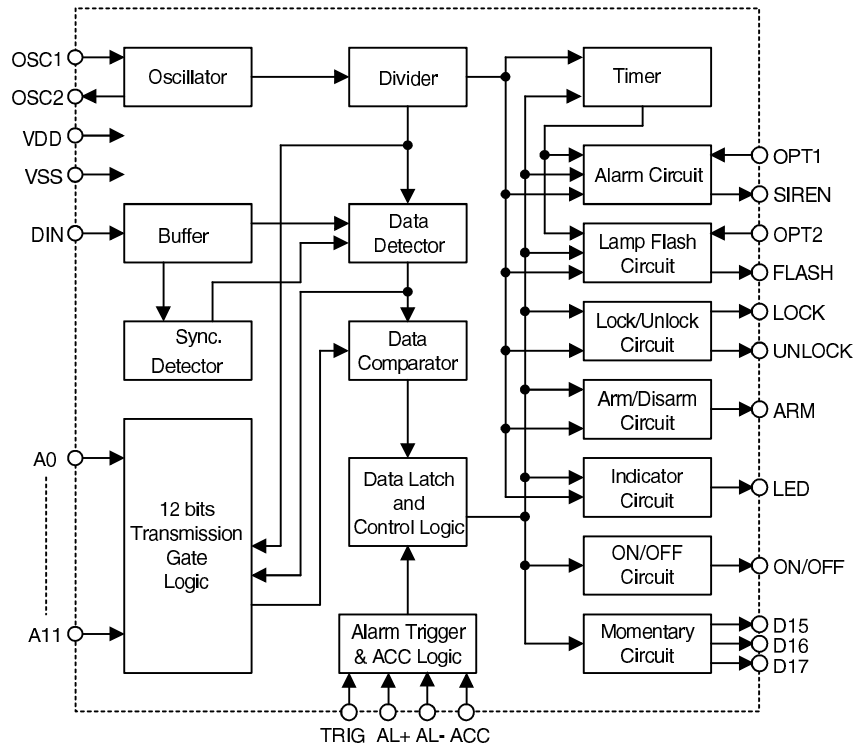 OSC1
OSC2
VDD
VSS
DIN
A0
A11
Oscillator
Divider
Timer
Buffer
Data
Detector
Sync.
Detector
Data
Comparator
12 bits
Transmission
Gate
Logic
Data Latch
and
Control Logic
Alarm Trigger
& ACC Logic
TRIG AL+ AL- ACC
Alarm Circuit
Lamp Flash
Circuit
Lock/Unlock
Circuit
Arm/Disarm
Circuit
Indicator
Circuit
ON/OFF
Circuit
Momentary
Circuit
OPT1
SIREN
OPT2
FLASH
LOCK
UNLOCK
ARM
LED
ON/OFF
D15
D16
D17